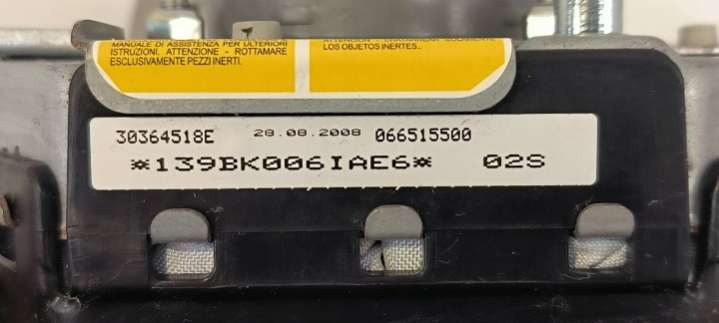 MANUALE DI ASSISTENZA PER ULTERIORI
ISTRUZIONI. ATTENZIONE - ROTTAMARE
ESCLUSIVAMENTE PEZZI INERTI.
LOS OBJETOS INERTES..
30364518E 28.08.2008 066515500
*139BK006IAE6* 02S